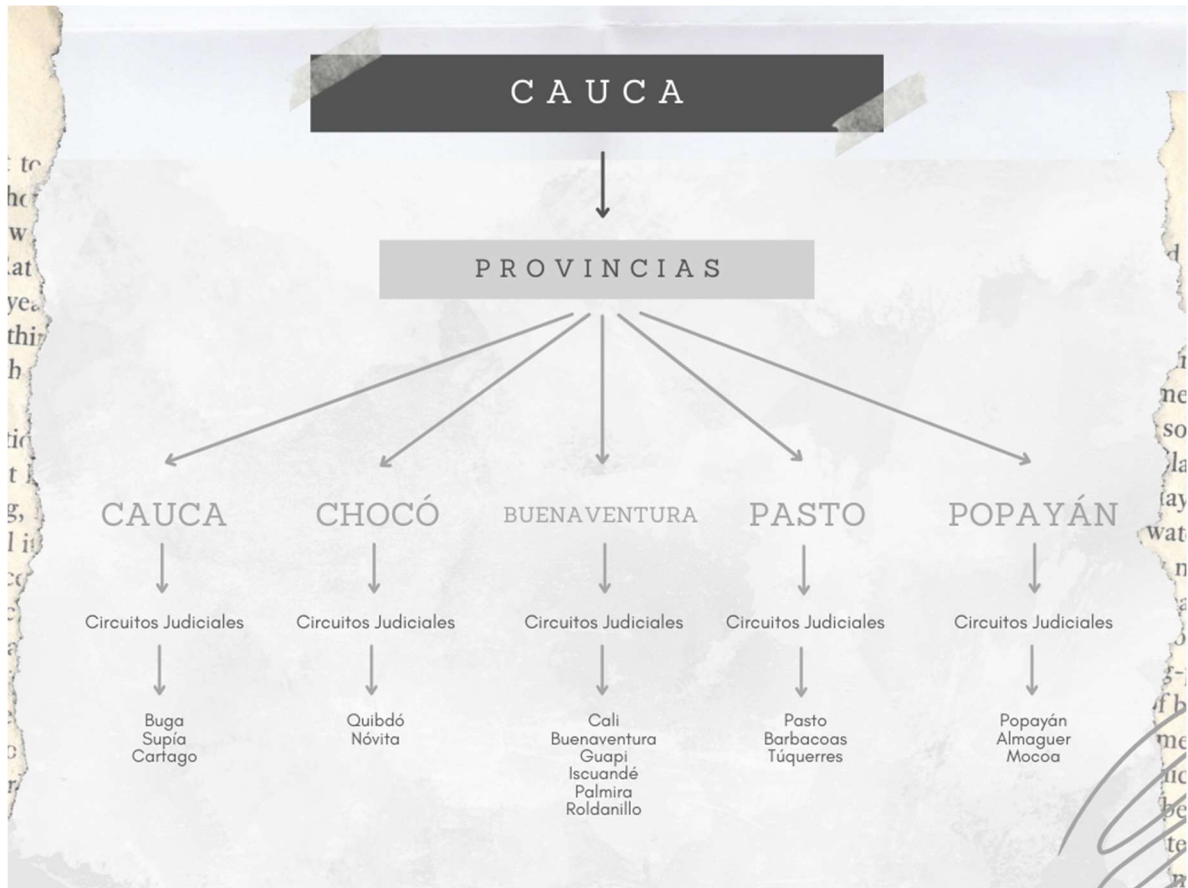 CAUCA
PROVINCIAS
CAUCA
CHOCÓ
BUENAVENTURA
PASTO
POPAYÁN
Circuitos Judiciales
Circuitos Judiciales
Circuitos Judiciales
Circuitos Judiciales
Circuitos Judiciales
Buga
Supía
Cartago
Quibdó
Nóvita
Cali
Buenaventura
Guapi
Iscuandé
Palmira
Roldanillo
Pasto
Barbacoas
Túquerres
Popayán
Almaguer
Mocoa